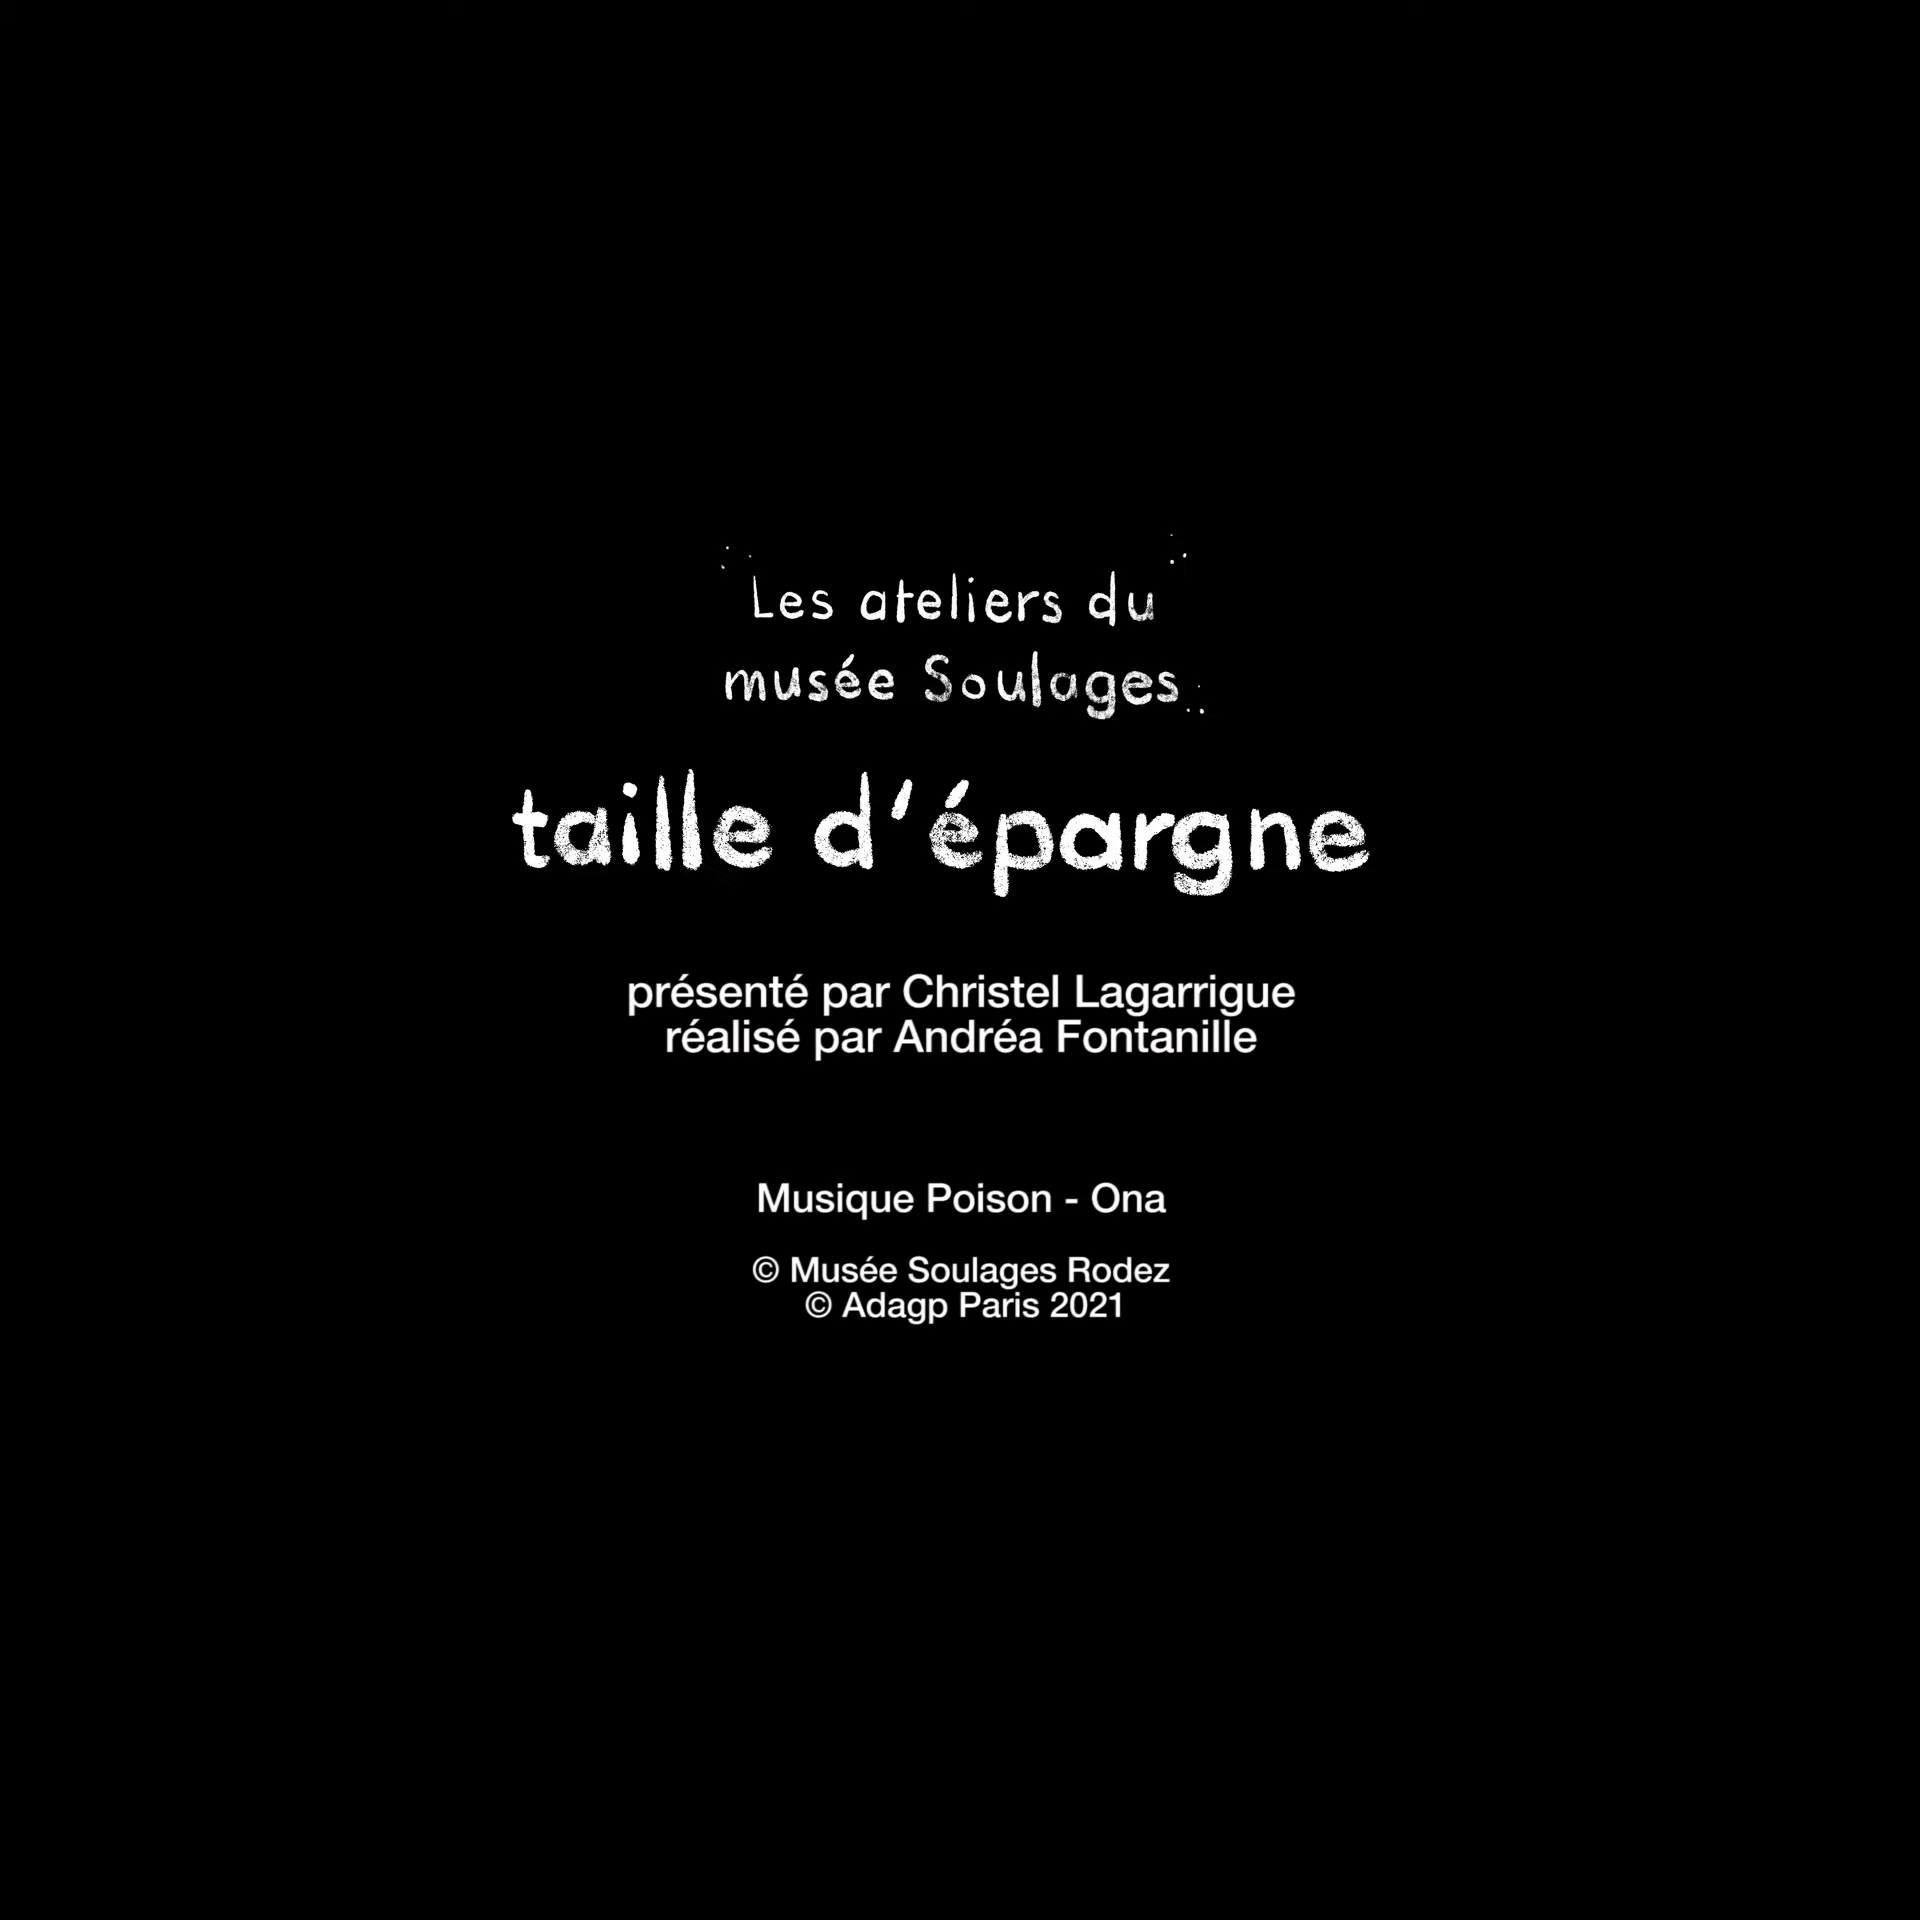 Les ateliers du
musée Soulages
taille d'épargne
présenté par Christel Lagarrigue
réalisé par Andréa Fontanille
Musique Poison - Ona
© Musée Soulages Rodez
© Adagp Paris 2021